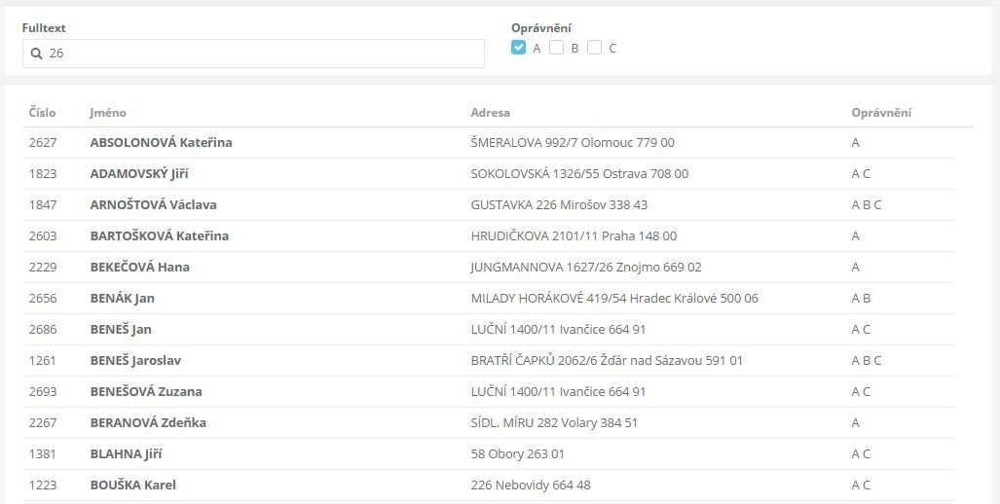 Fulltext Oprávnění
26 A B C
Číslo Jméno Adresa Oprávnění
2627 ABSOLONOVÁ Kateřina ŠMERALOVA 992/7 Olomouc 779 00 A
1823 ADAMOVSKÝ Jiří SOKOLOVSKÁ 1326/55 Ostrava 708 00 A C
1847 ARNOŠTOVÁ Václava GUSTAVKA 226 Mirošov 338 43 A B C
2603 BARTOŠKOVÁ Kateřina HRUDIČKOVA 2101/11 Praha 148 00 A
2229 BEKEČOVÁ Hana JUNGMANNOVA 1627/26 Znojmo 669 02 A
2656 BENÁK Jan MILADY HORÁKOVÉ 419/54 Hradec Králové 500 06 A B
2686 BENEŠ Jan LUČNÍ 1400/11 Ivančice 664 91 A C
1261 BENEŠ Jaroslav BRATŘÍ ČAPKŮ 2062/6 Žďár nad Sázavou 591 01 A B C
2693 BENEŠOVÁ Zuzana LUČNÍ 1400/11 Ivančice 664 91 A C
2267 BERANOVÁ Zdeňka SÍDL. MÍRU 282 Volary 384 51 A
1381 BLAHNA Jiří 58 Obory 263 01 A C
1223 BOUŠKA Karel 226 Nebovidy 664 48 A C